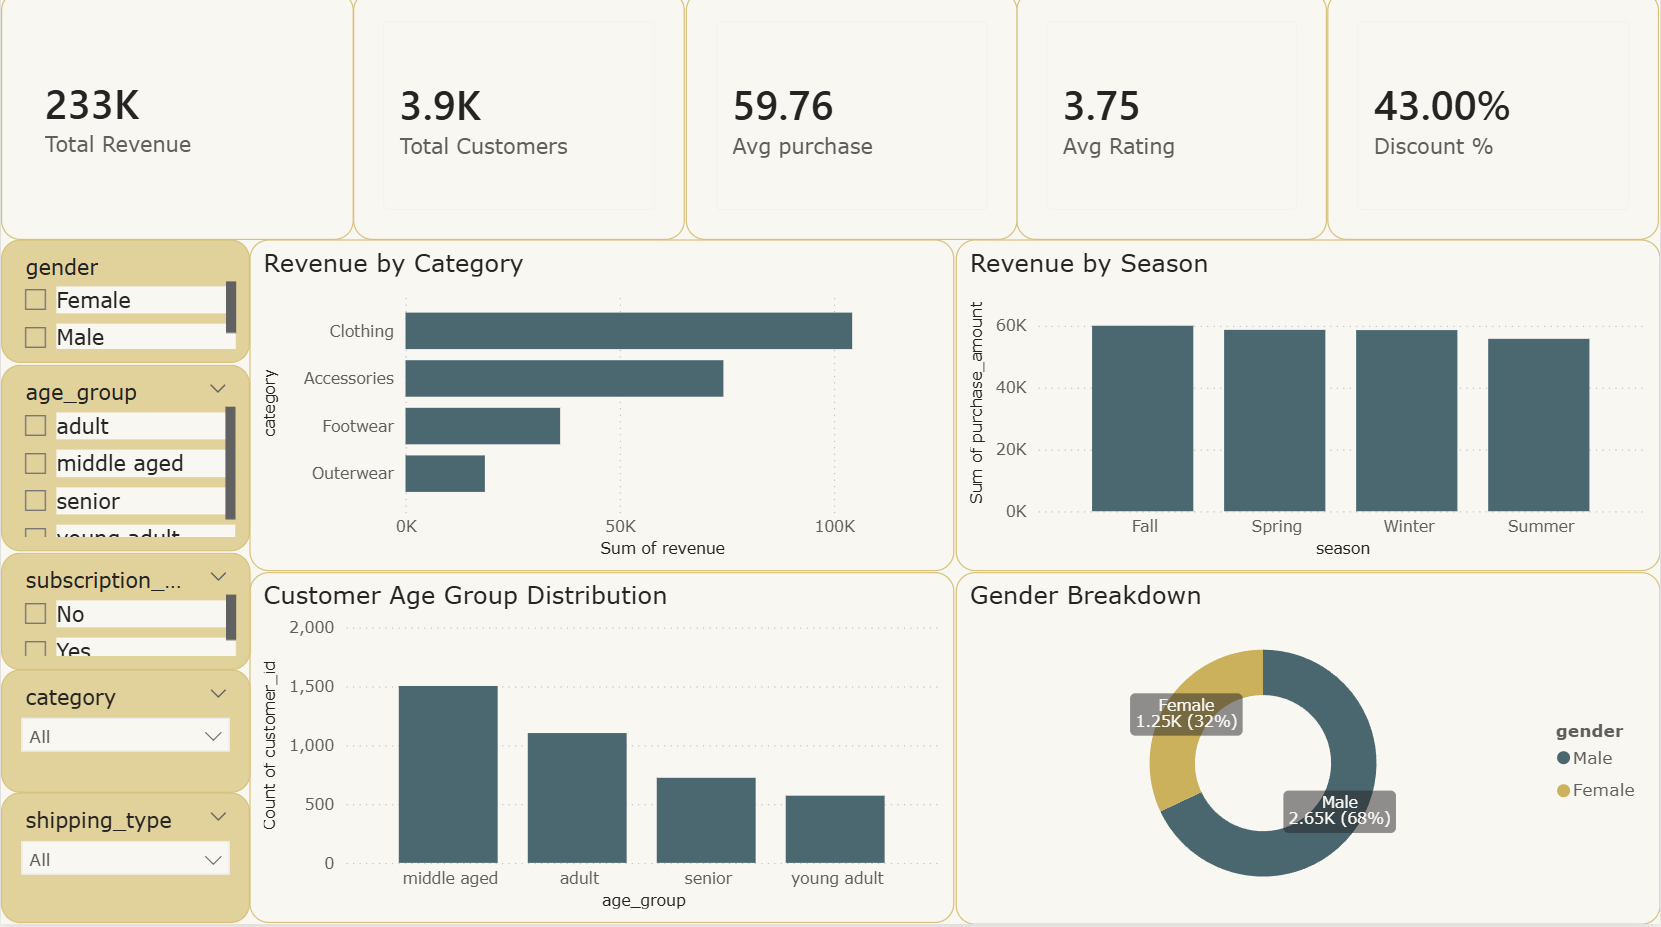 233K
Total Revenue
3.9K
Total Customers
59.76
Avg purchase
3.75
Avg Rating
43.00%
Discount %
gender
Female
Male
age_group
adult
middle aged
senior
young adult
subscription_...
No
Yes
category
All
shipping_type
All
Revenue by Category
category
Clothing
Accessories
Footwear
Outerwear
0K
50K
100K
Sum of revenue
Revenue by Season
Sum of purchase_amount
60K
40K
20K
0K
Fall
Spring
Winter
Summer
season
Customer Age Group Distribution
Count of customer_id
2,000
1,500
1,000
500
0
middle aged
adult
senior
young adult
age_group
Gender Breakdown
Female
1.25K (32%)
Male
2.65K (68%)
gender
Male
Female